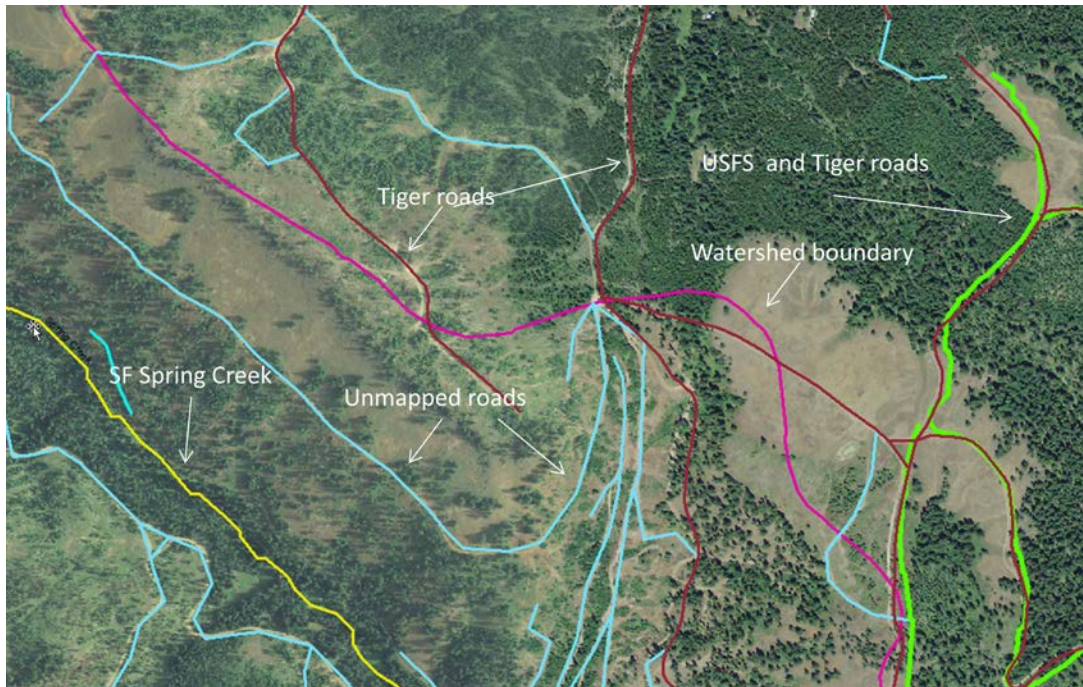 USFS and Tiger roads
Tiger roads
Watershed boundary
SF Spring Creek
Unmapped roads